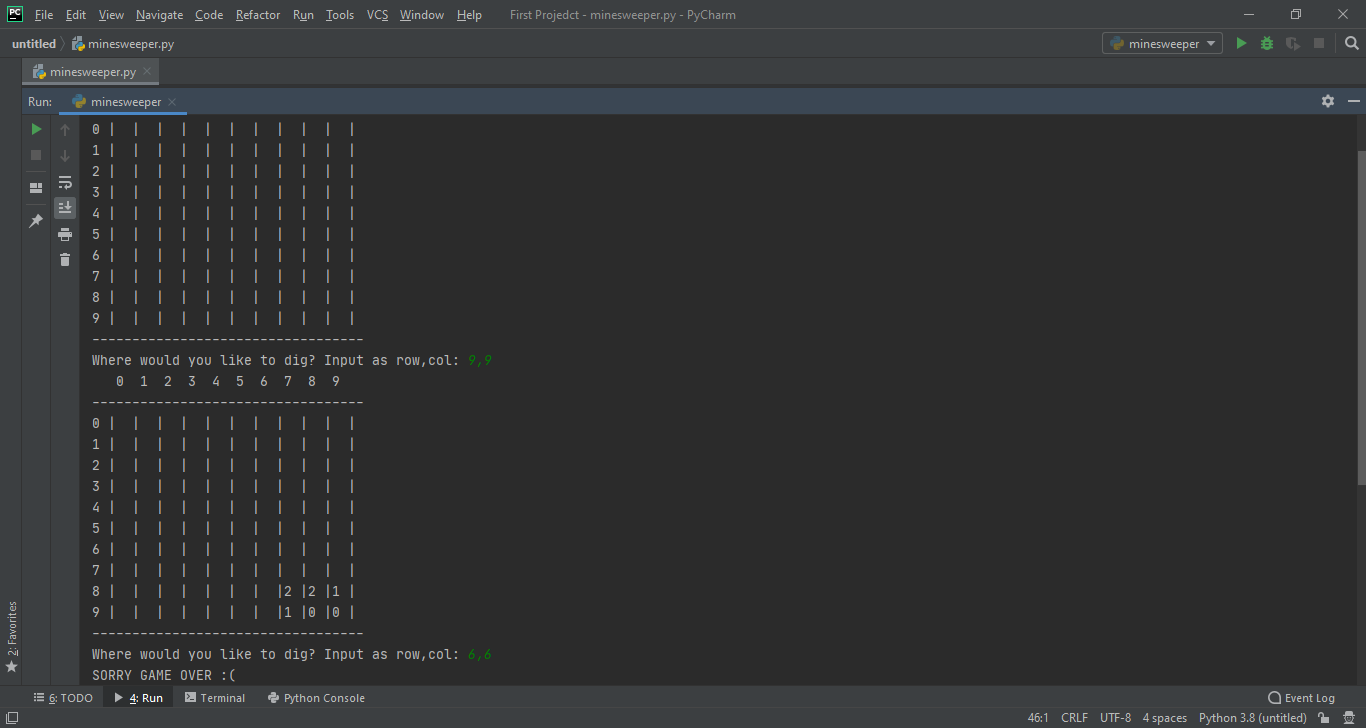 PC File Edit View Navigate Code Refactor Run Tools VCS Window Help First Projedct - minesweeper.py - PyCharm
untitled minesweeper.py minesweeper
minesweeper.py
Run: minesweeper
0 |  |  |  |  |  |  |  |  |  |  |
1 |  |  |  |  |  |  |  |  |  |  |
2 |  |  |  |  |  |  |  |  |  |  |
3 |  |  |  |  |  |  |  |  |  |  |
4 |  |  |  |  |  |  |  |  |  |  |
5 |  |  |  |  |  |  |  |  |  |  |
6 |  |  |  |  |  |  |  |  |  |  |
7 |  |  |  |  |  |  |  |  |  |  |
8 |  |  |  |  |  |  |  |  |  |  |
9 |  |  |  |  |  |  |  |  |  |  |
----------------------------------
Where would you like to dig? Input as row,col: 9,9
   0  1  2  3  4  5  6  7  8  9
----------------------------------
0 |  |  |  |  |  |  |  |  |  |  |
1 |  |  |  |  |  |  |  |  |  |  |
2 |  |  |  |  |  |  |  |  |  |  |
3 |  |  |  |  |  |  |  |  |  |  |
4 |  |  |  |  |  |  |  |  |  |  |
5 |  |  |  |  |  |  |  |  |  |  |
6 |  |  |  |  |  |  |  |  |  |  |
7 |  |  |  |  |  |  |  |  |  |  |
8 |  |  |  |  |  |  |  |2 |2 |1 |
9 |  |  |  |  |  |  |  |1 |0 |0 |
----------------------------------
Where would you like to dig? Input as row,col: 6,6
SORRY GAME OVER :(
2: Favorites
6: TODO 4: Run Terminal Python Console Event Log
46:1 CRLF UTF-8 4 spaces Python 3.8 (untitled)